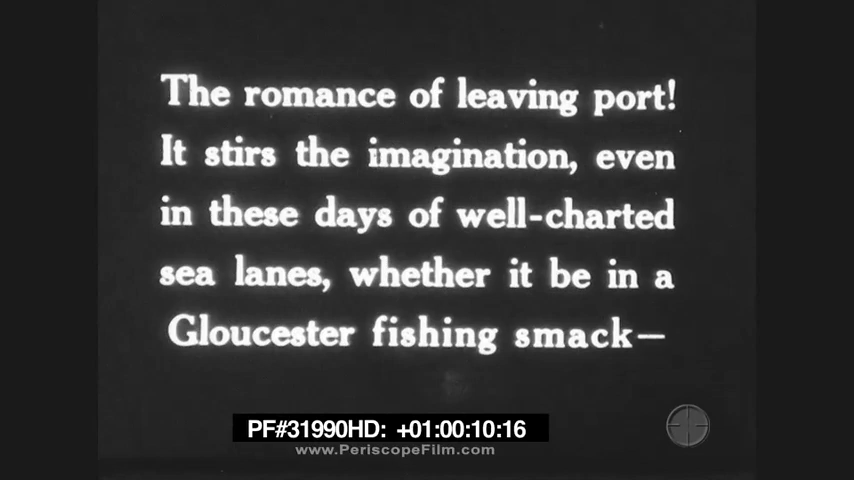 The romance of leaving port!
It stirs the imagination, even
in these days of well-charted
sea lanes, whether it be in a
Gloucester fishing smack—
PF#31990HD: +01:00:10:16
www.PeriscopeFilm.com